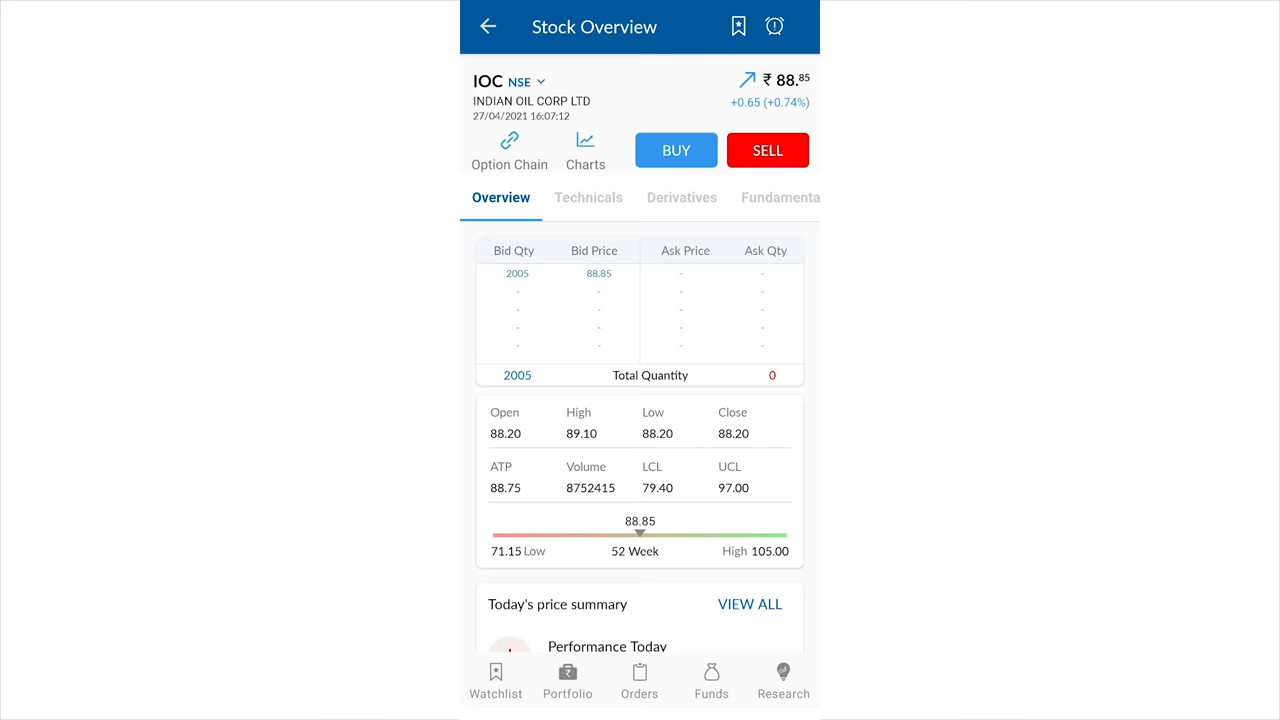 Stock Overview
IOC NSE ₹ 88.85
INDIAN OIL CORP LTD +0.65 (+0.74%)
27/04/2021 16:07:12
Option Chain Charts BUY SELL
Overview Technicals Derivatives Fundamenta
Bid Qty Bid Price Ask Price Ask Qty
2005 88.85 - -
- - - -
- - - -
- - - -
- - - -
2005 Total Quantity 0
Open High Low Close
88.20 89.10 88.20 88.20
ATP Volume LCL UCL
88.75 8752415 79.40 97.00
88.85
71.15 Low 52 Week High 105.00
Today's price summary VIEW ALL
Performance Today
Watchlist Portfolio Orders Funds Research